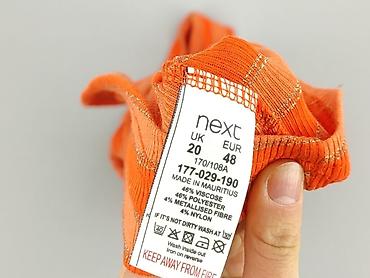 next
UK EUR
20 48
170/108A
177-029-190
MADE IN MAURITIUS
46% VISCOSE
46% POLYESTER
4% METALLISED FIBRE
4% NYLON
IF IT'S NOT DIRTY WASH AT
Wash inside out
Iron on reverse
KEEP AWAY FROM FIRE